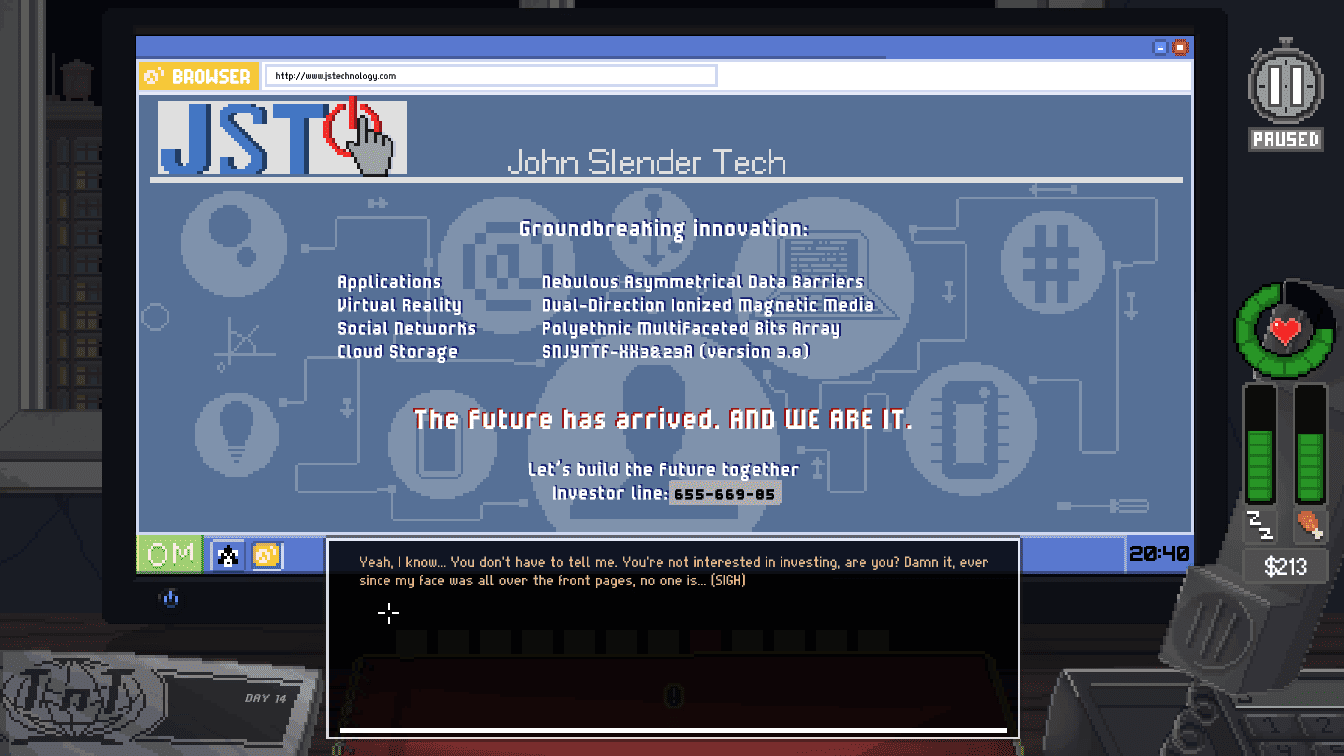 BROWSER
http://www.jstechnology.com
JST
PAUSED
John Slender Tech
Groundbreaking innovation:
Applications Nebulous Asymmetrical Data Barriers
Virtual Reality Dual-Direction Ionized Magnetic Media
Social Networks Polyethnic MultiFaceted Bits Array
Cloud Storage SNJYTTF-XX3&23A (version 3.8)
The Future has arrived. AND WE ARE IT.
Let's build the Future together
Investor line: 655-669-85
OM
20:40
$213
Yeah, I know... You don't have to tell me. You're not interested in investing, are you? Damn it, ever
since my face was all over the front pages, no one is... (SIGH)
TnT
DAY 14